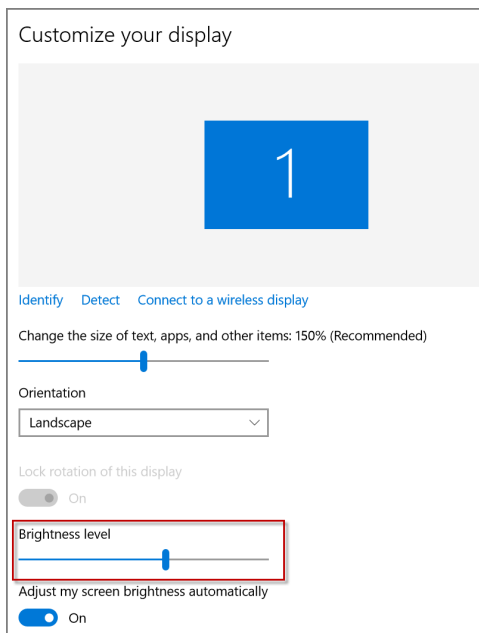 Customize your display
1
Identify Detect Connect to a wireless display
Change the size of text, apps, and other items: 150% (Recommended)
Orientation
Landscape
Lock rotation of this display
On
Brightness level
Adjust my screen brightness automatically
On